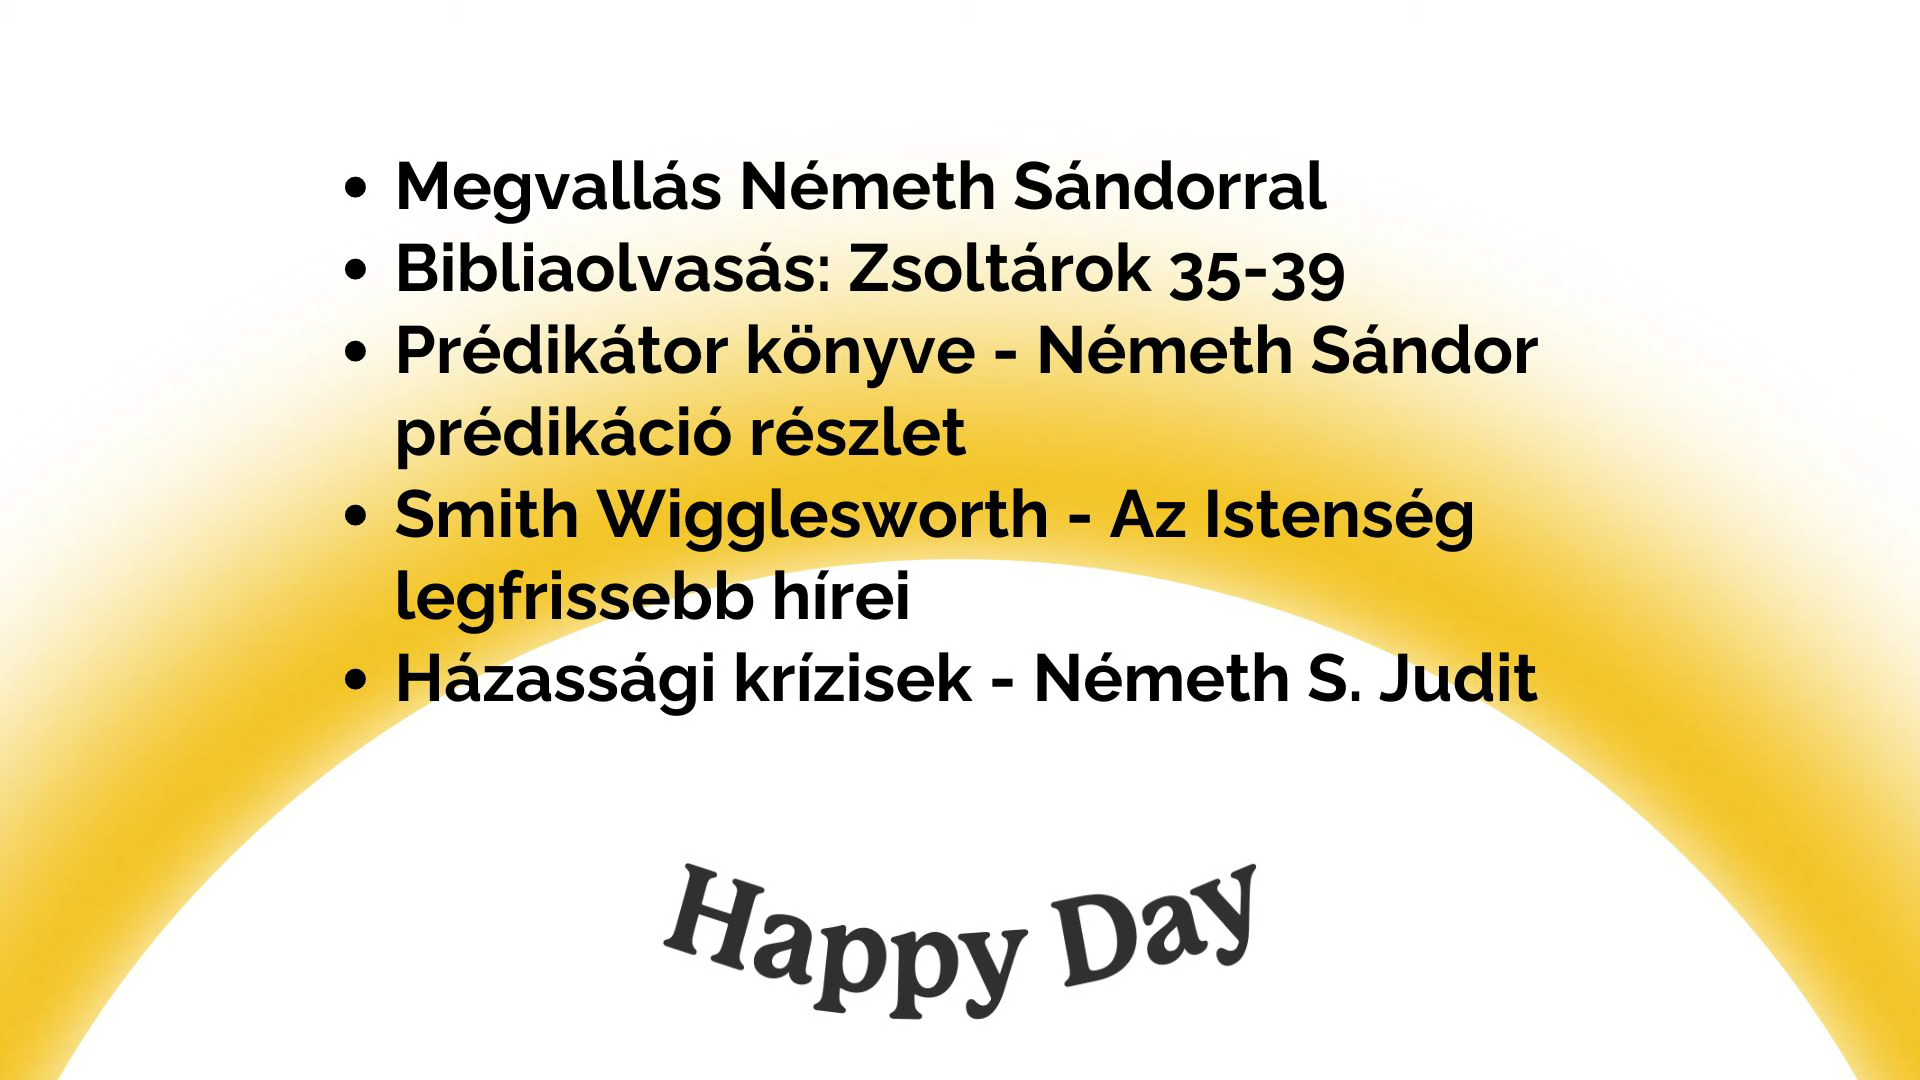 • Megvallás Németh Sándorral
• Bibliaolvasás: Zsoltárok 35-39
• Prédikátor könyve - Németh Sándor
prédikáció részlet
• Smith Wigglesworth - Az Istenség
legfrissebb hírei
• Házassági krízisek - Németh S. Judit
Happy Day